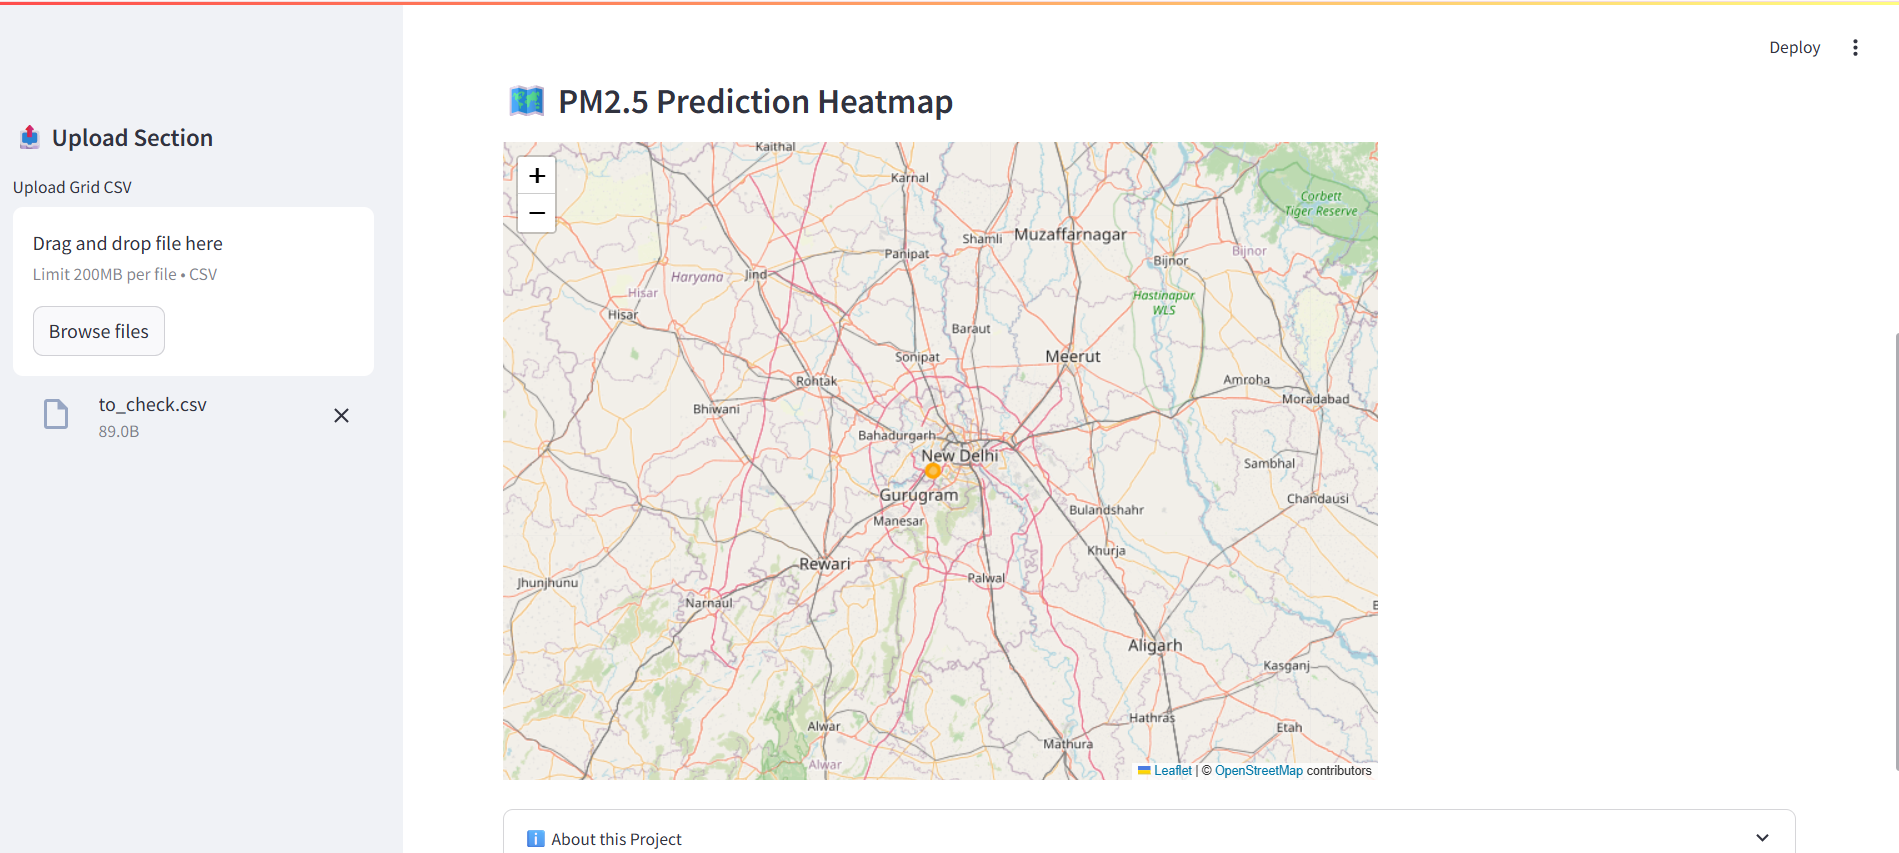 Deploy
Upload Section
Upload Grid CSV
Drag and drop file here
Limit 200MB per file • CSV
Browse files
to_check.csv
89.0B
PM2.5 Prediction Heatmap
+
−
Kaithal
Karnal
Corbett
Tiger Reserve
Shamli
Muzaffarnagar
Panipat
Bijnor
Bijnor
Haryana
Jind
Hisar
Hastinapur
WLS
Hisar
Baraut
Sonipat
Meerut
Rohtak
Amroha
Bhiwani
Moradabad
Bahadurgarh
New Delhi
Sambhal
Gurugram
Chandausi
Manesar
Bulandshahr
Khurja
Rewari
Jhunjhunu
Palwal
Narnaul
Aligarh
Kasganj
Hathras
Alwar
Etah
Mathura
Alwar
Leaflet | © OpenStreetMap contributors
About this Project